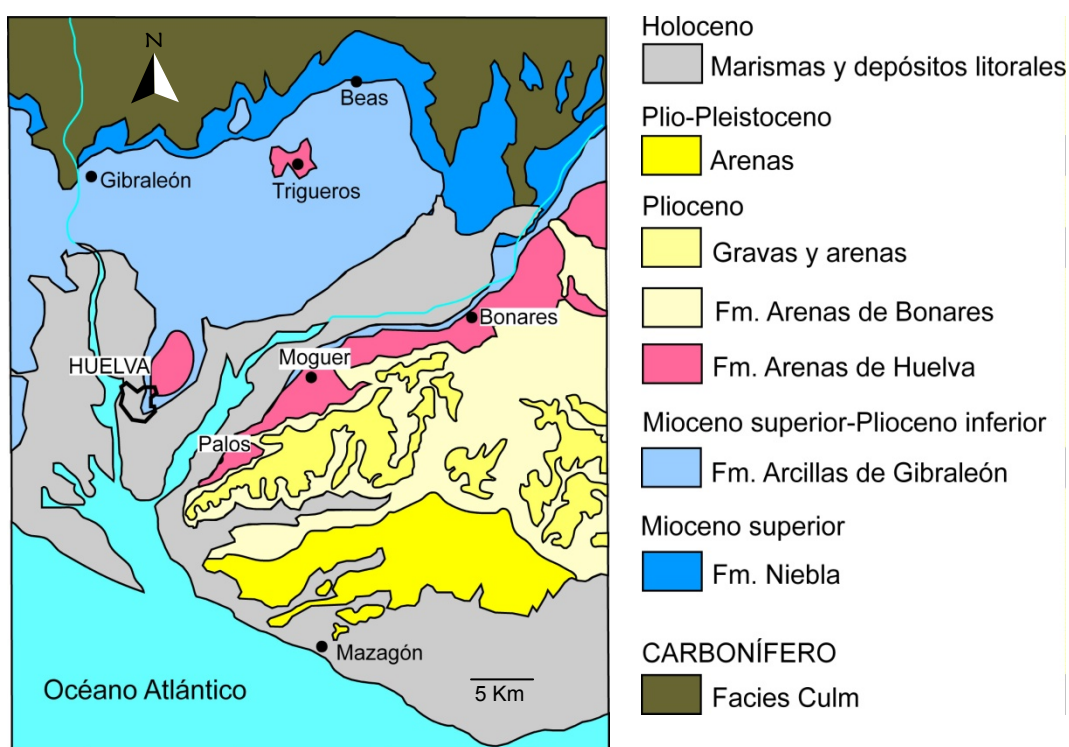 N
Beas
Gibraleón
Trigueros
Bonares
HUELVA
Moguer
Palos
Mazagón
Océano Atlántico
5 Km
Holoceno
Marismas y depósitos litorales
Plio-Pleistoceno
Arenas
Plioceno
Gravas y arenas
Fm. Arenas de Bonares
Fm. Arenas de Huelva
Mioceno superior-Plioceno inferior
Fm. Arcillas de Gibraleón
Mioceno superior
Fm. Niebla
CARBONÍFERO
Facies Culm